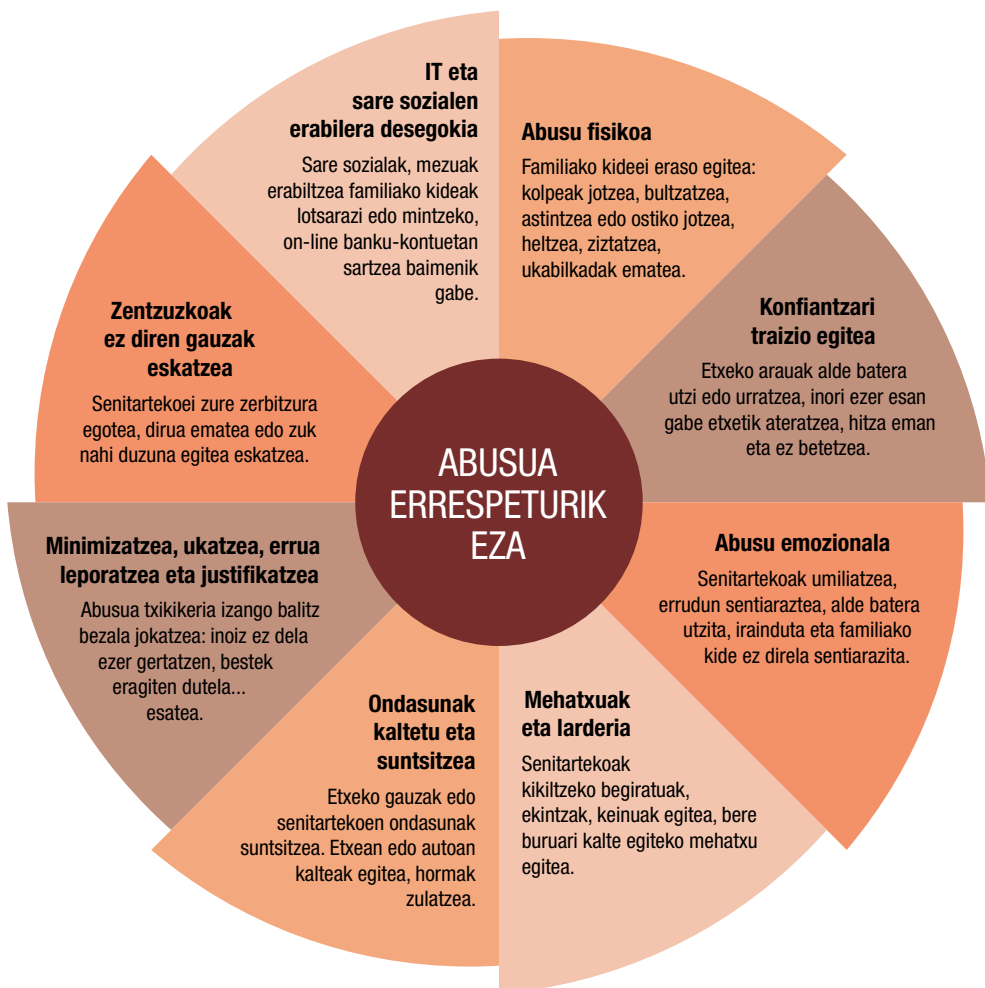 IT eta
sare sozialen
erabilera desegokia
Sare sozialak, mezuak
erabiltzea familiako kideak
lotsarazi edo mintzeko,
on-line banku-kontuetan
sartzea baimenik
gabe.
Abusu fisikoa
Familiako kideei eraso egitea:
kolpeak jotzea, bultzatzea,
astintzea edo ostiko jotzea,
heltzea, ziztatzea,
ukabilkadak ematea.
Konfiantzari
traizio egitea
Etxeko arauak alde batera
utzi edo urratzea, inori ezer esan
gabe etxetik ateratzea, hitza eman
eta ez betetzea.
Abusu emozionala
Senitartekoak umiliatzea,
errudun sentiaraztea, alde batera
utzita, irainduta eta familiako
kide ez direla sentiarazita.
Mehatxuak
eta larderia
Senitartekoak
kikiltzeko begiratuak,
ekintzak, keinuak egitea, bere
buruari kalte egiteko mehatxu
egitea.
Ondasunak
kaltetu eta
suntsitzea
Etxeko gauzak edo
senitartekoen ondasunak
suntsitzea. Etxean edo autoan
kalteak egitea, hormak
zulatzea.
Minimizatzea, ukatzea, errua
leporatzea eta justifikatzea
Abusua txikikeria izango balitz
bezala jokatzea: inoiz ez dela
ezer gertatzen, bestek
eragiten dutela...
esatea.
Zentzuzkoak
ez diren gauzak
eskatzea
Senitartekoei zure zerbitzura
egotea, dirua ematea edo zuk
nahi duzuna egitea eskatzea.
ABUSUA
ERRESPETURIK
EZA